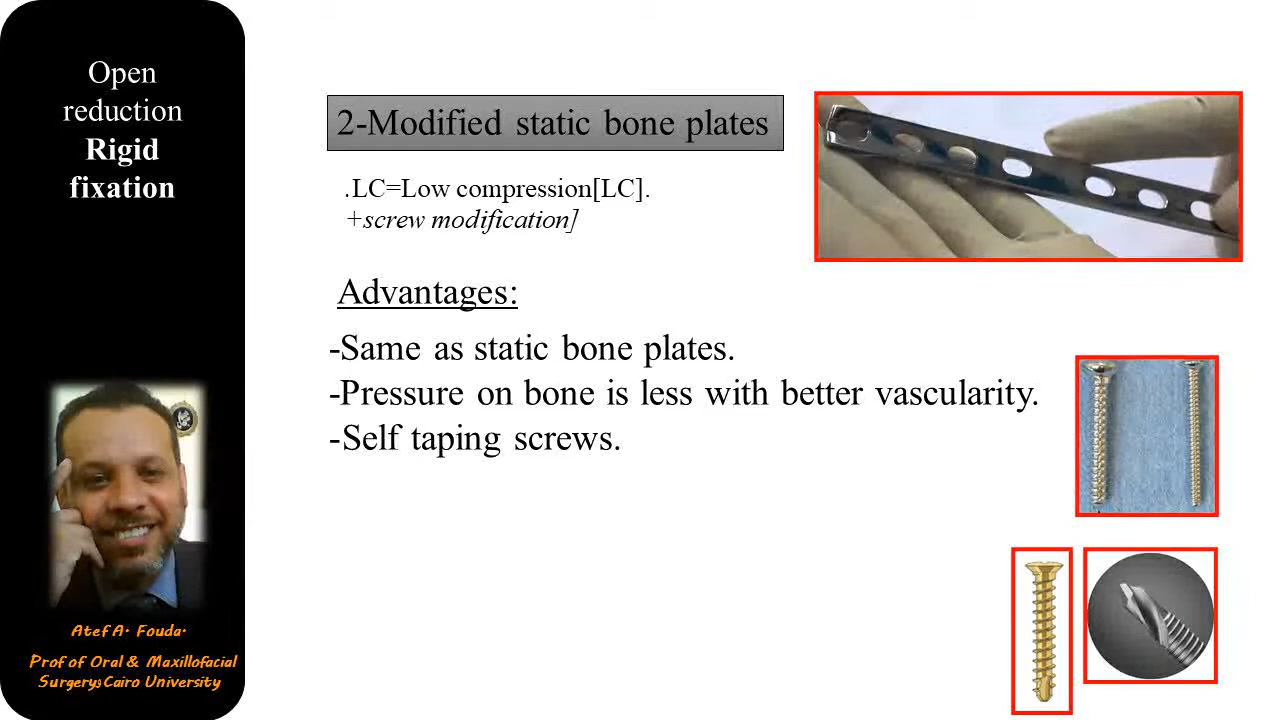 Open
reduction
Rigid
fixation
2-Modified static bone plates
.LC=Low compression[LC].
+screw modification]
Advantages:
-Same as static bone plates.
-Pressure on bone is less with better vascularity.
-Self taping screws.
Atef A. Fouda.
Prof of Oral & Maxillofacial
Surgery,Cairo University